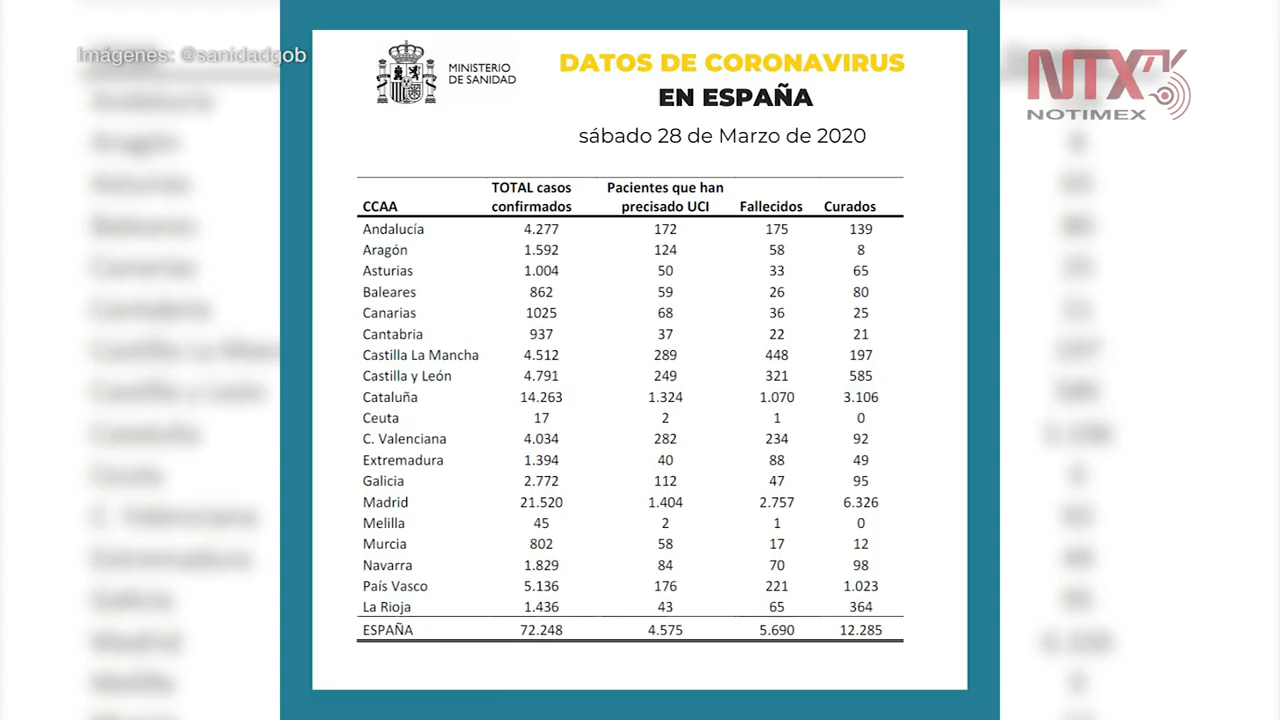 Imágenes: @sanidadgob
MINISTERIO
DE SANIDAD
DATOS DE CORONAVIRUS
EN ESPAÑA
sábado 28 de Marzo de 2020
NTX TV
NOTIMEX
CCAA TOTAL casos confirmados Pacientes que han precisado UCI Fallecidos Curados
Andalucía 4.277 172 175 139
Aragón 1.592 124 58 8
Asturias 1.004 50 33 65
Baleares 862 59 26 80
Canarias 1025 68 36 25
Cantabria 937 37 22 21
Castilla La Mancha 4.512 289 448 197
Castilla y León 4.791 249 321 585
Cataluña 14.263 1.324 1.070 3.106
Ceuta 17 2 1 0
C. Valenciana 4.034 282 234 92
Extremadura 1.394 40 88 49
Galicia 2.772 112 47 95
Madrid 21.520 1.404 2.757 6.326
Melilla 45 2 1 0
Murcia 802 58 17 12
Navarra 1.829 84 70 98
País Vasco 5.136 176 221 1.023
La Rioja 1.436 43 65 364
ESPAÑA 72.248 4.575 5.690 12.285